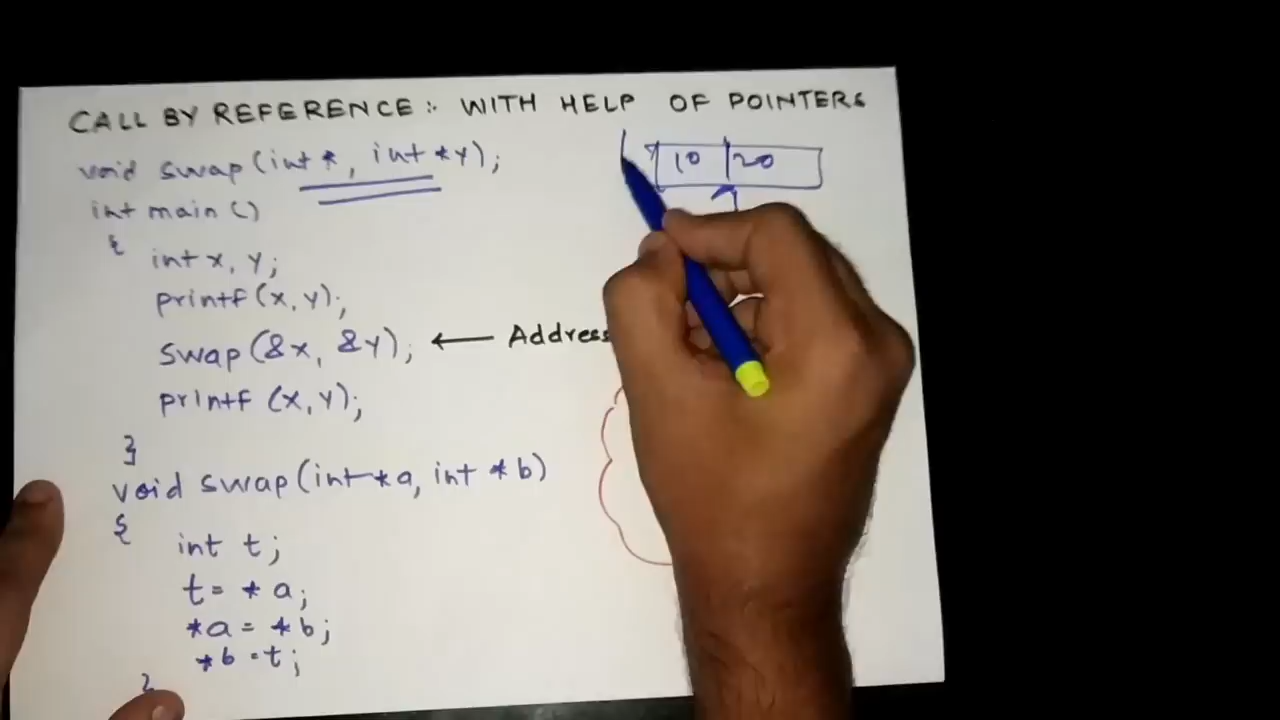 CALL BY REFERENCE:- WITH HELP OF POINTERS
void swap(int *, int *y);
10 20
int main ()
{
int x, y;
printf(x, y);
swap(&x, &y); ← Address
printf (x, y);
}
void swap(int *a, int *b)
{
int t;
t = *a;
*a = *b;
*b = t;
}